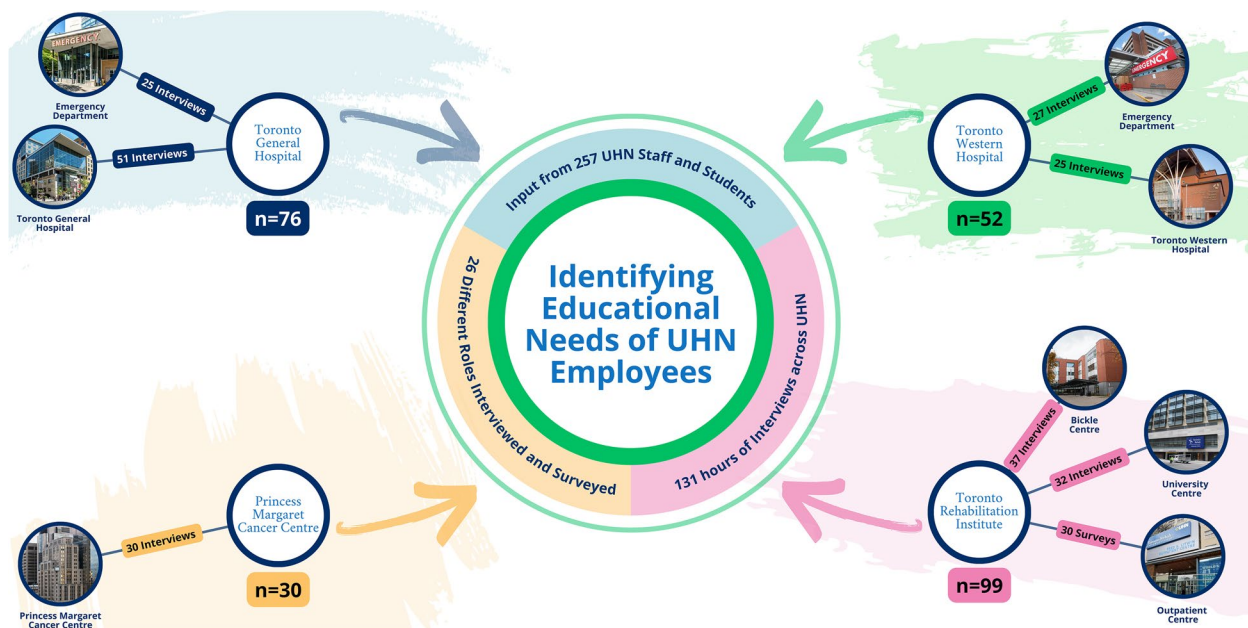 EMERGENCY
Emergency
Department
25 Interviews
51 Interviews
Toronto General
Hospital
Toronto
General
Hospital
n=76
Input from 257 UHN Staff and Students
26 Different Roles Interviewed and Surveyed
131 hours of Interviews across UHN
Identifying
Educational
Needs of UHN
Employees
Toronto
Western
Hospital
n=52
27 Interviews
EMERGENCY
Emergency
Department
25 Interviews
Toronto Western
Hospital
Princess Margaret
Cancer Centre
30 Interviews
Princess
Margaret
Cancer Centre
n=30
Toronto
Rehabilitation
Institute
n=99
37 Interviews
Bickle
Centre
32 Interviews
University
Centre
30 Surveys
Outpatient
Centre